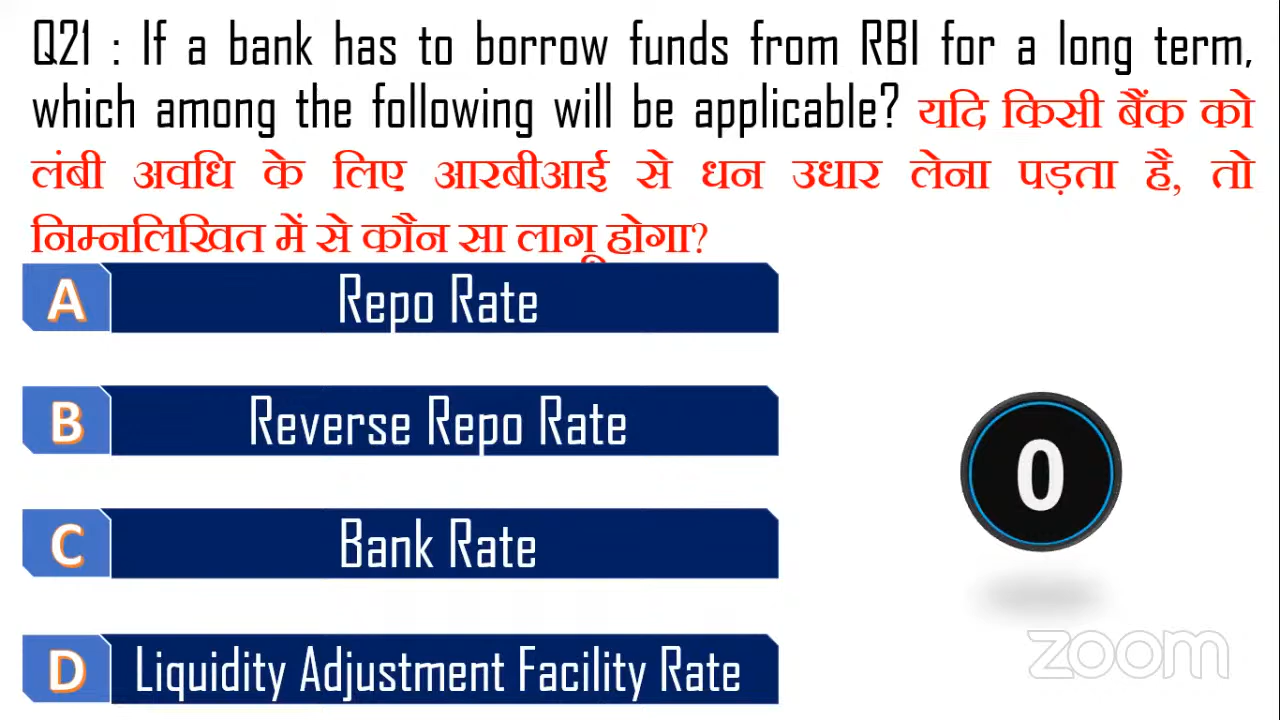 Q21 : If a bank has to borrow funds from RBI for a long term,
which among the following will be applicable? यदि किसी बैंक को
लंबी अवधि के लिए आरबीआई से धन उधार लेना पड़ता है, तो
निम्नलिखित में से कौन सा लागू होगा?
A Repo Rate
B Reverse Repo Rate
C Bank Rate
0
D Liquidity Adjustment Facility Rate
zoom